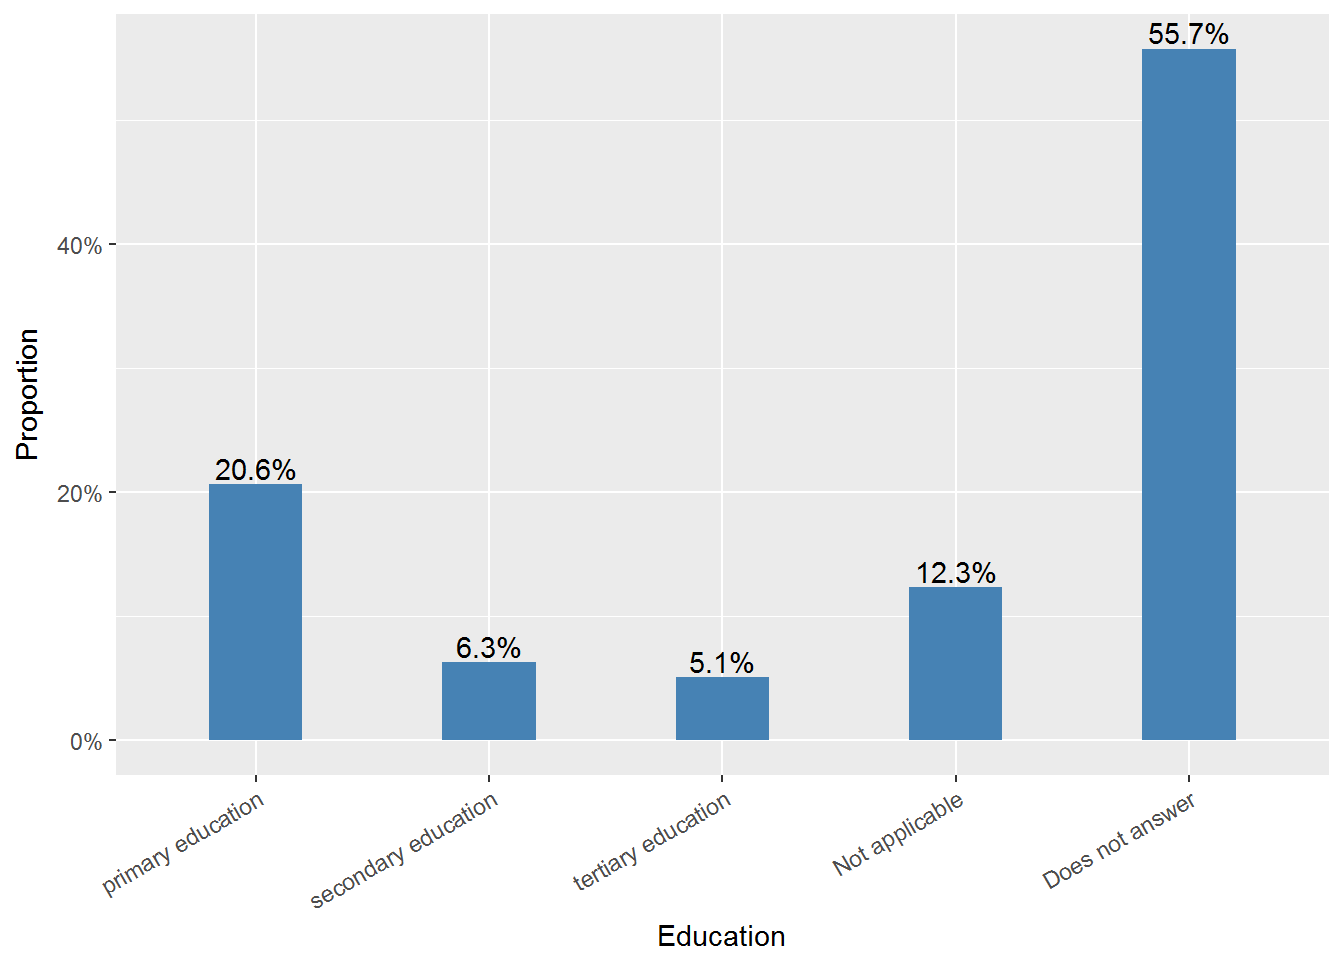 55.7%
40%
20.6%
20%
12.3%
6.3%
5.1%
0%
Proportion
primary education
secondary education
tertiary education
Not applicable
Does not answer
Education